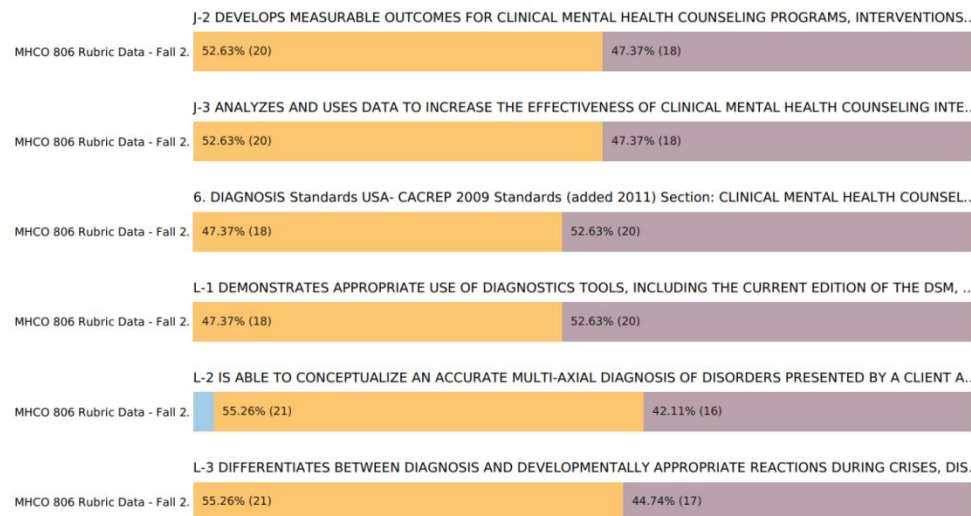 J-2 DEVELOPS MEASURABLE OUTCOMES FOR CLINICAL MENTAL HEALTH COUNSELING PROGRAMS, INTERVENTIONS..
MHCO 806 Rubric Data - Fall 2. 52.63% (20) 47.37% (18)
J-3 ANALYZES AND USES DATA TO INCREASE THE EFFECTIVENESS OF CLINICAL MENTAL HEALTH COUNSELING INTE..
MHCO 806 Rubric Data - Fall 2. 52.63% (20) 47.37% (18)
6. DIAGNOSIS Standards USA- CACREP 2009 Standards (added 2011) Section: CLINICAL MENTAL HEALTH COUNSEL..
MHCO 806 Rubric Data - Fall 2. 47.37% (18) 52.63% (20)
L-1 DEMONSTRATES APPROPRIATE USE OF DIAGNOSTICS TOOLS, INCLUDING THE CURRENT EDITION OF THE DSM, ..
MHCO 806 Rubric Data - Fall 2. 47.37% (18) 52.63% (20)
L-2 IS ABLE TO CONCEPTUALIZE AN ACCURATE MULTI-AXIAL DIAGNOSIS OF DISORDERS PRESENTED BY A CLIENT A..
MHCO 806 Rubric Data - Fall 2. 55.26% (21) 42.11% (16)
L-3 DIFFERENTIATES BETWEEN DIAGNOSIS AND DEVELOPMENTALLY APPROPRIATE REACTIONS DURING CRISES, DIS.
MHCO 806 Rubric Data - Fall 2. 55.26% (21) 44.74% (17)